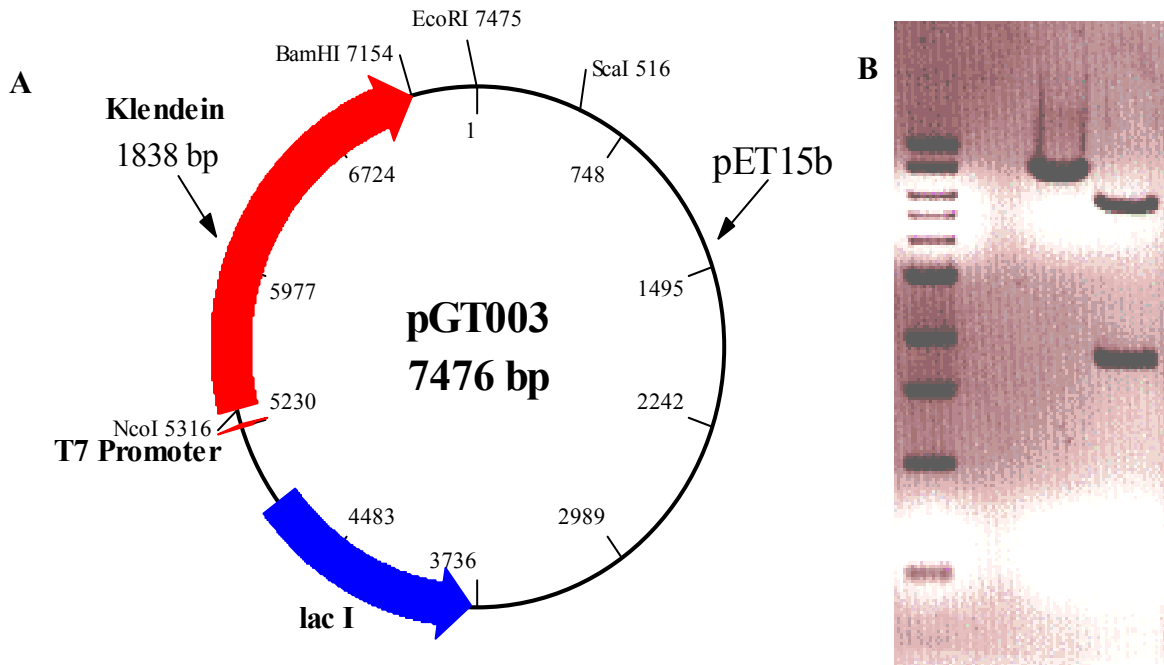 A
EcoRI 7475
BamHI 7154
ScaI 516
B
Klendein
1838 bp
1
6724
748
pET15b
5977
1495
pGT003
7476 bp
5230
2242
NcoI 5316
T7 Promoter
4483
2989
3736
lac I